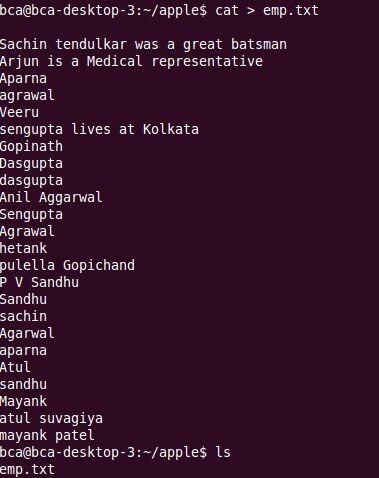 bca@bca-desktop-3:~/apple$ cat > emp.txt
Sachin tendulkar was a great batsman
Arjun is a Medical representative
Aparna
agrawal
Veeru
sengupta lives at Kolkata
Gopinath
Dasgupta
dasgupta
Anil Aggarwal
Sengupta
Agrawal
hetank
pulella Gopichand
P V Sandhu
Sandhu
sachin
Agarwal
aparna
Atul
sandhu
Mayank
atul suvagiya
mayank patel
bca@bca-desktop-3:~/apple$ ls
emp.txt